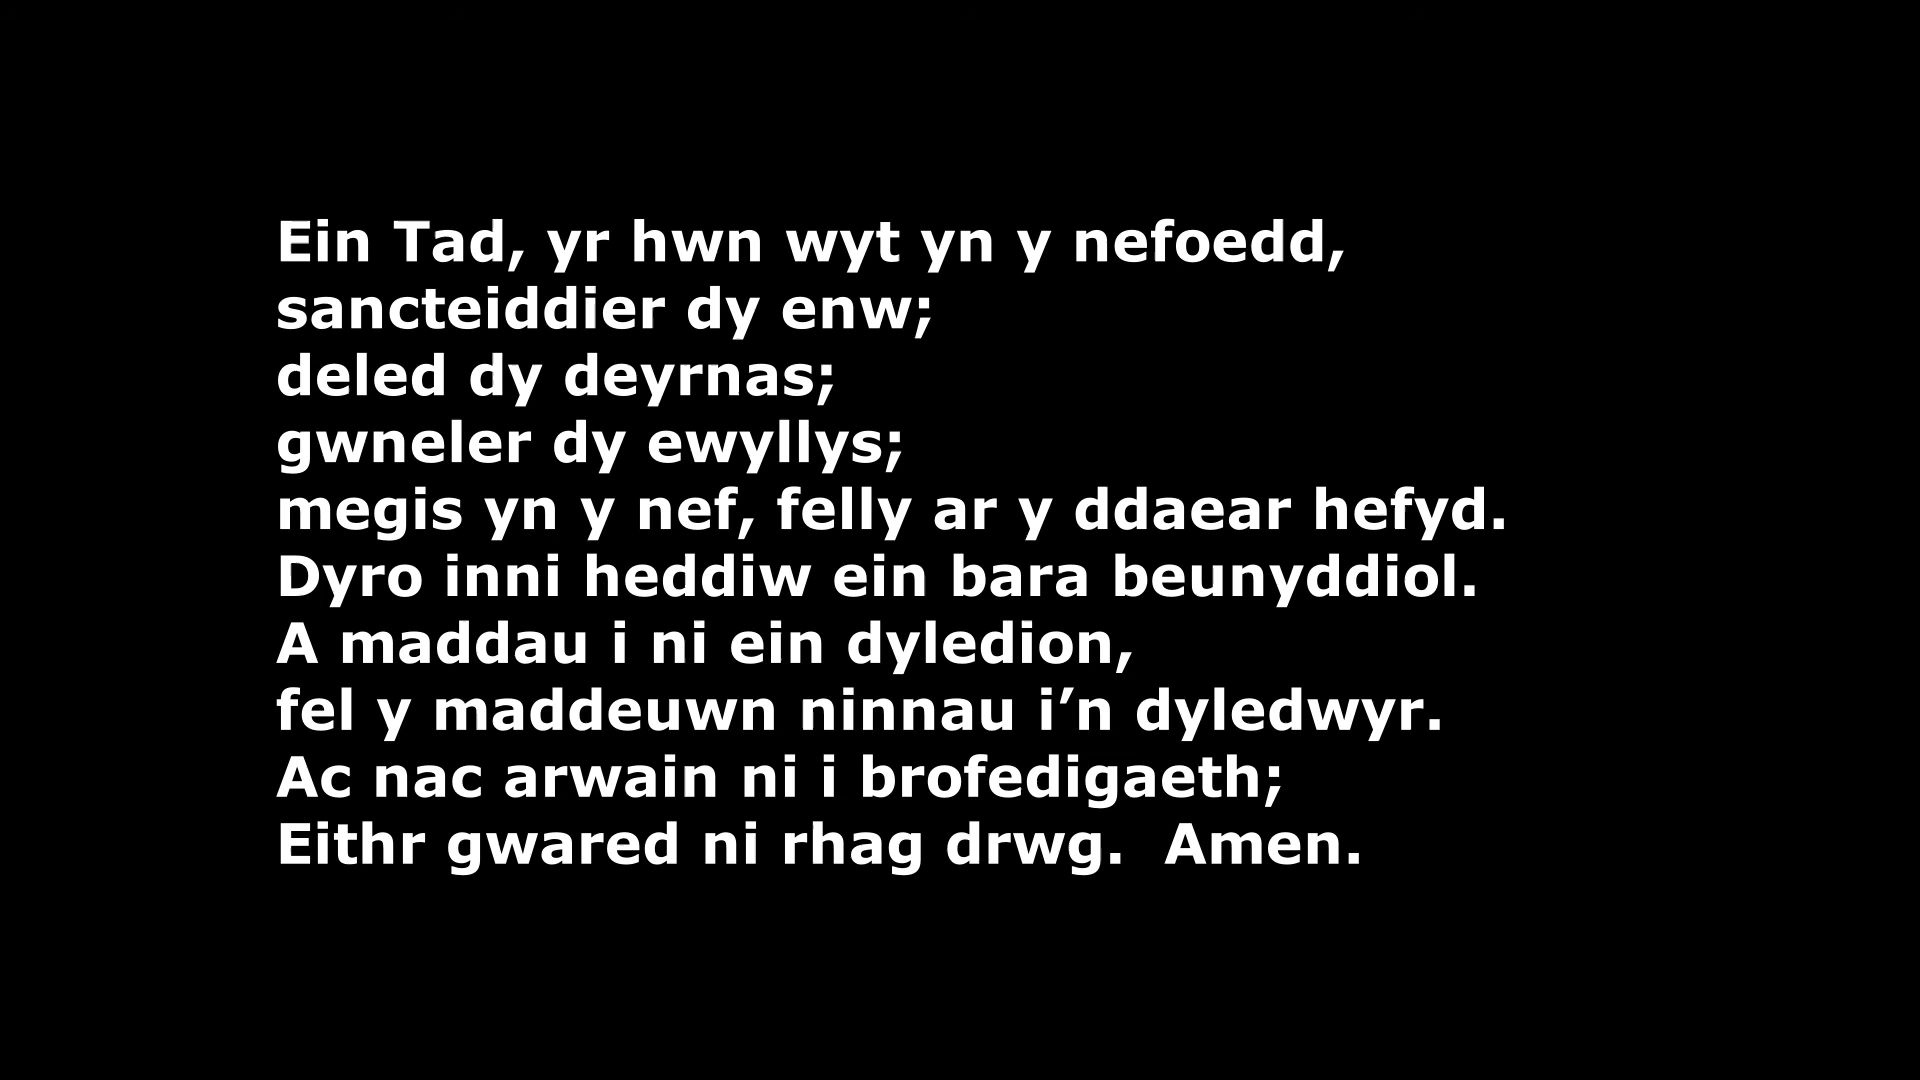 Ein Tad, yr hwn wyt yn y nefoedd,
sancteiddier dy enw;
deled dy deyrnas;
gwneler dy ewyllys;
megis yn y nef, felly ar y ddaear hefyd.
Dyro inni heddiw ein bara beunyddiol.
A maddau i ni ein dyledion,
fel y maddeuwn ninnau i’n dyledwyr.
Ac nac arwain ni i brofedigaeth;
Eithr gwared ni rhag drwg.  Amen.